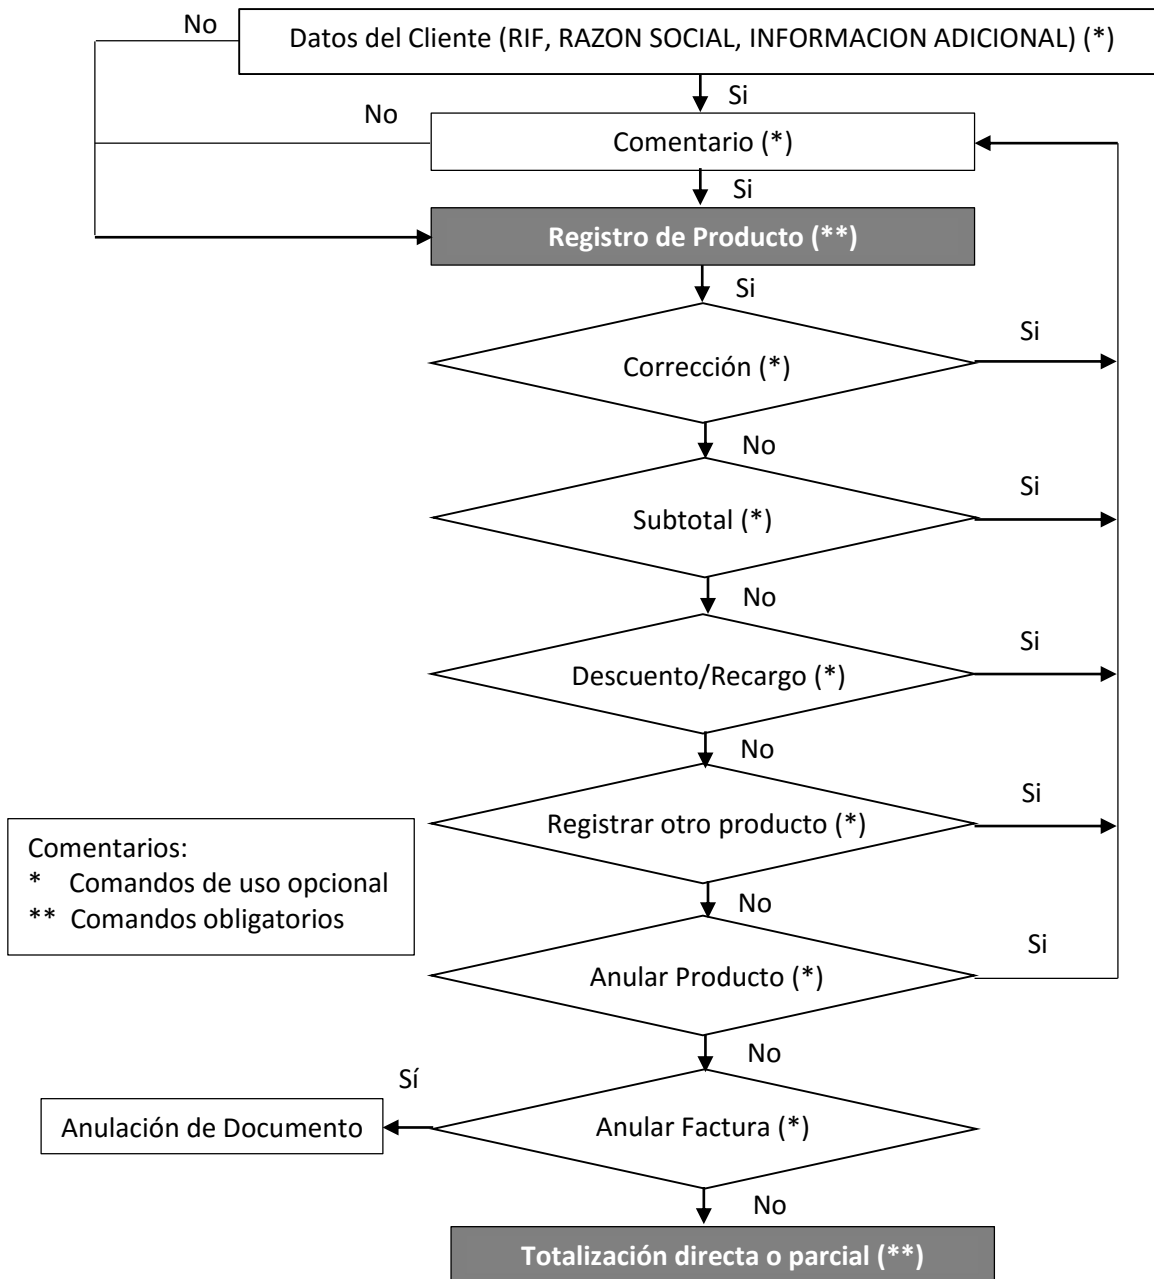 No
Datos del Cliente (RIF, RAZON SOCIAL, INFORMACION ADICIONAL) (*)
Si
No
Comentario (*)
Si
Registro de Producto (**)
Si
Corrección (*)
Si
No
Subtotal (*)
Si
No
Descuento/Recargo (*)
Si
No
Registrar otro producto (*)
Si
Comentarios:
* Comandos de uso opcional
** Comandos obligatorios
No
Anular Producto (*)
Si
No
Sí
Anulación de Documento
Anular Factura (*)
No
Totalización directa o parcial (**)